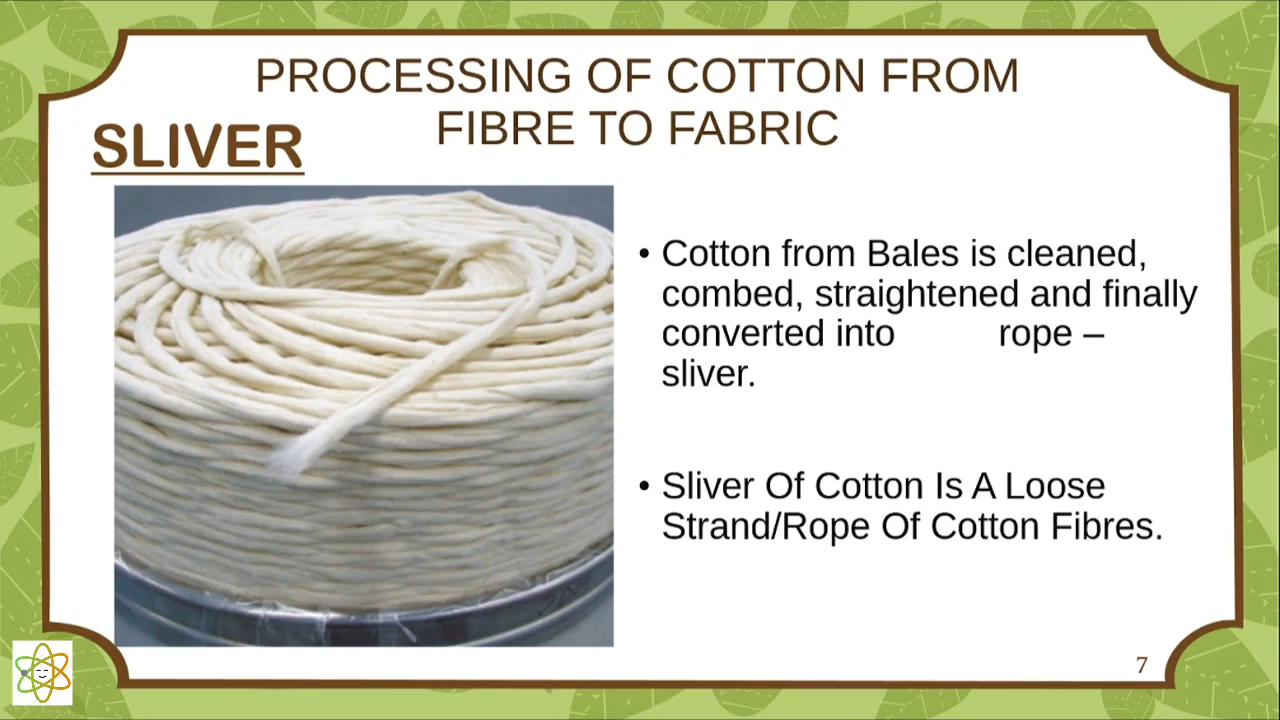 PROCESSING OF COTTON FROM
FIBRE TO FABRIC
SLIVER
• Cotton from Bales is cleaned,
combed, straightened and finally
converted into rope –
sliver.
• Sliver Of Cotton Is A Loose
Strand/Rope Of Cotton Fibres.
7